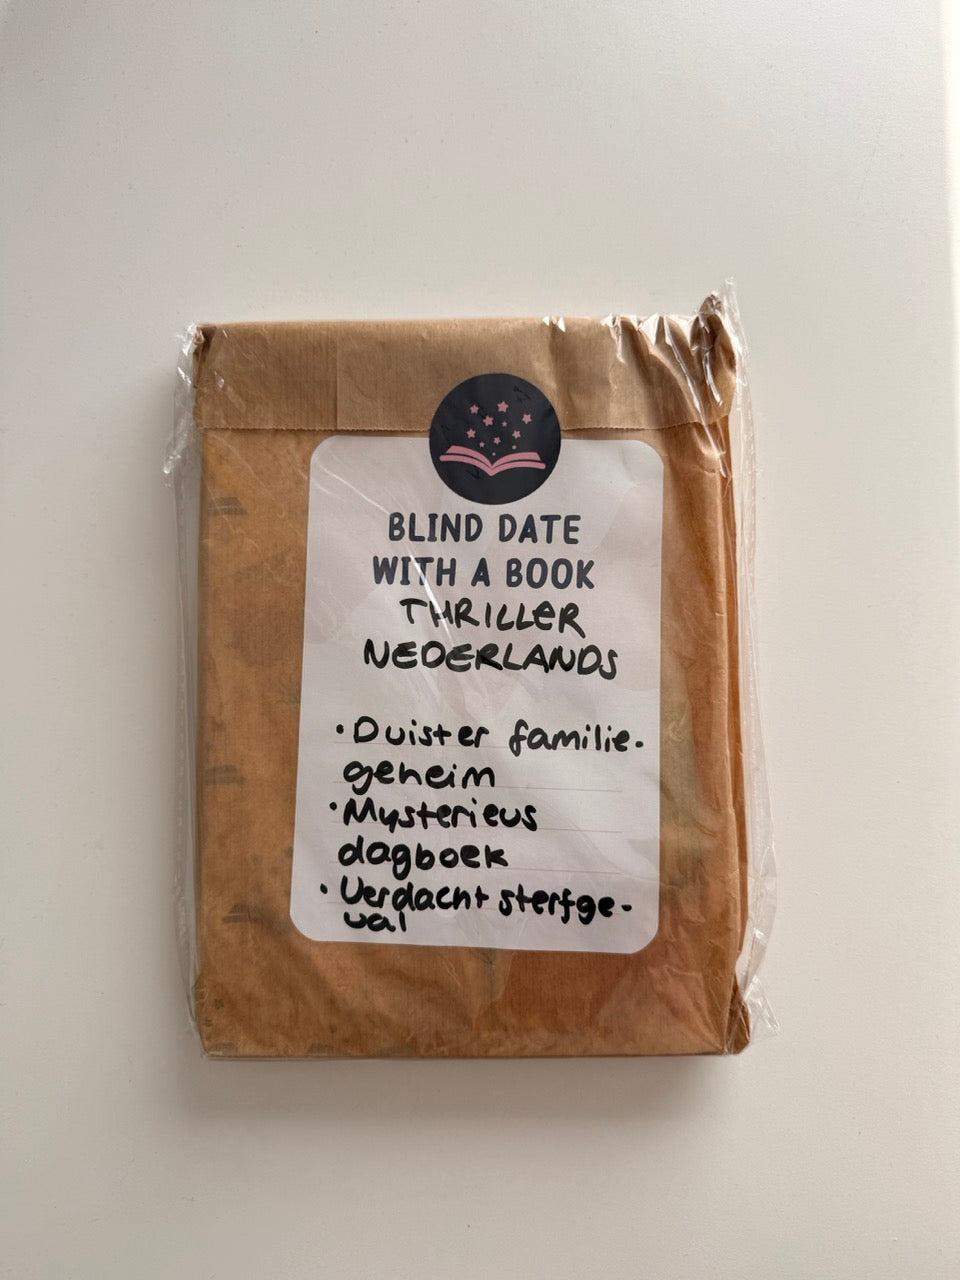 BLIND DATE
WITH A BOOK
THRILLER
NEDERLANDS
• Duister familie-
geheim
• Mysterieus
dagboek
• Verdacht sterfge-
val